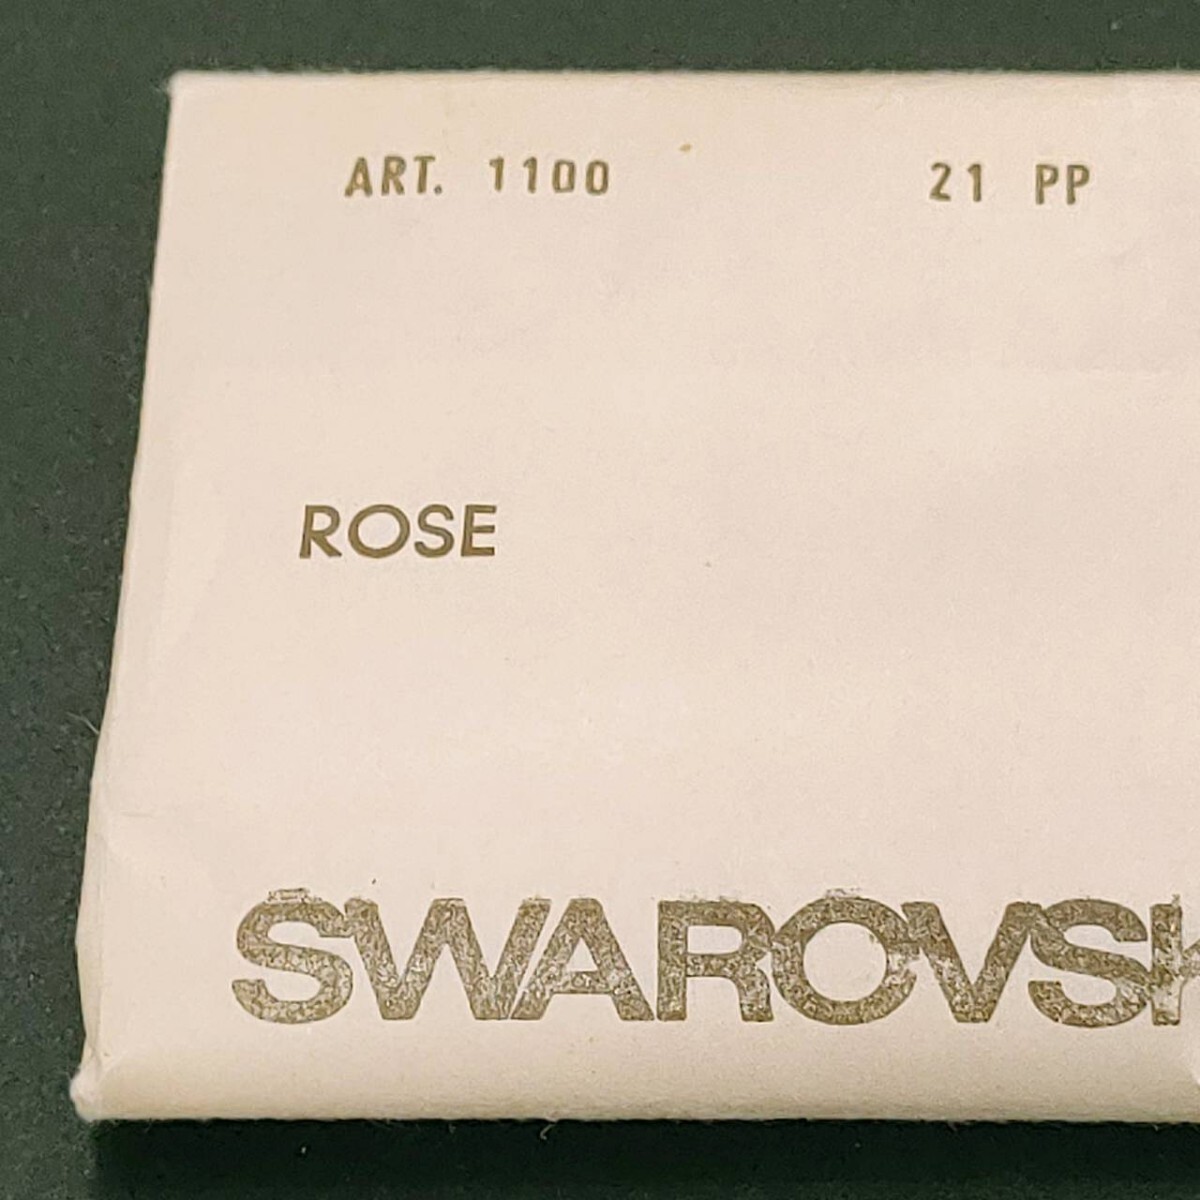 ART. 1100 21 PP
ROSE
SWAROVSK